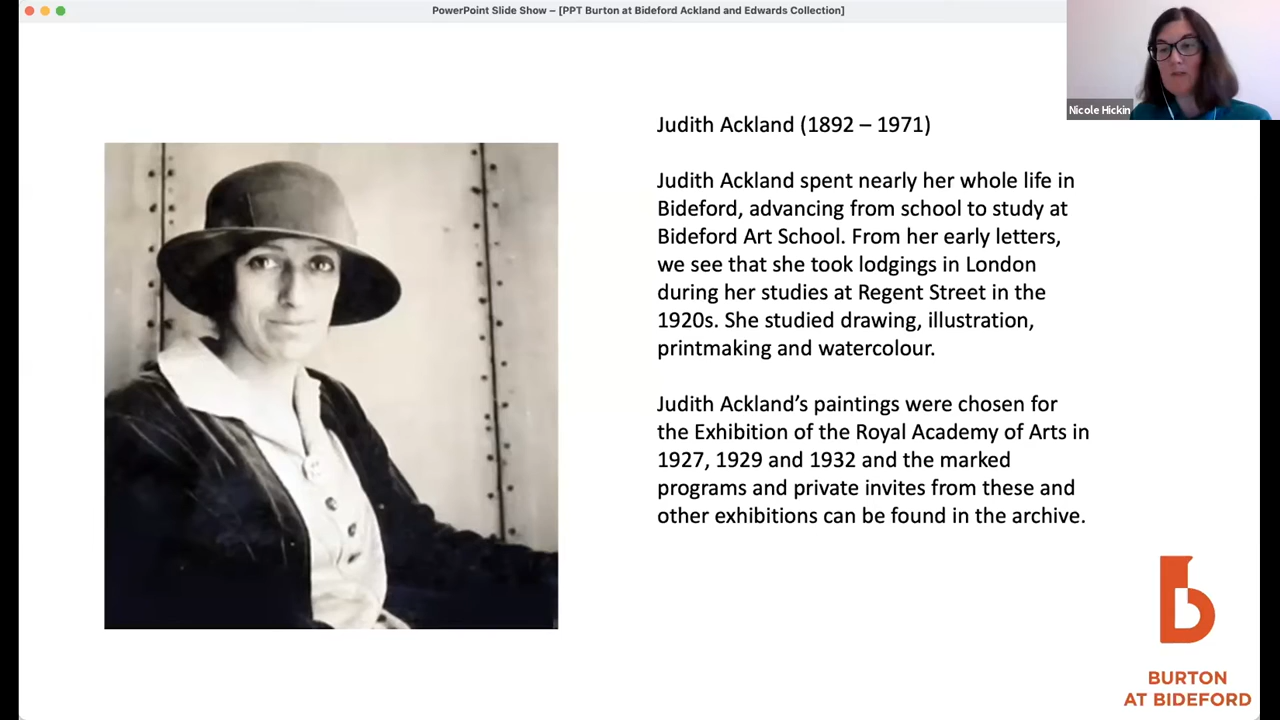 PowerPoint Slide Show – [PPT Burton at Bideford Ackland and Edwards Collection]
Nicole Hickin
Judith Ackland (1892 – 1971)
Judith Ackland spent nearly her whole life in
Bideford, advancing from school to study at
Bideford Art School. From her early letters,
we see that she took lodgings in London
during her studies at Regent Street in the
1920s. She studied drawing, illustration,
printmaking and watercolour.
Judith Ackland’s paintings were chosen for
the Exhibition of the Royal Academy of Arts in
1927, 1929 and 1932 and the marked
programs and private invites from these and
other exhibitions can be found in the archive.
b
BURTON
AT BIDEFORD